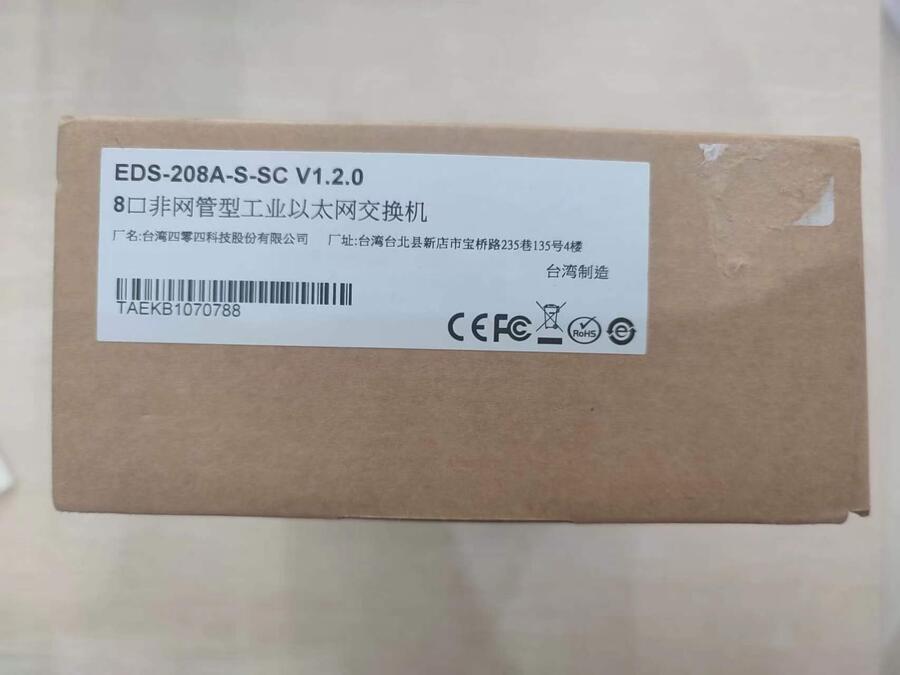 EDS-208A-S-SC V1.2.0
8口非网管型工业以太网交换机
厂名:台湾四零四科技股份有限公司 厂址:台湾台北县新店市宝桥路235巷135号4楼
台湾制造
TAEKB1070788
CE FC RoHS e